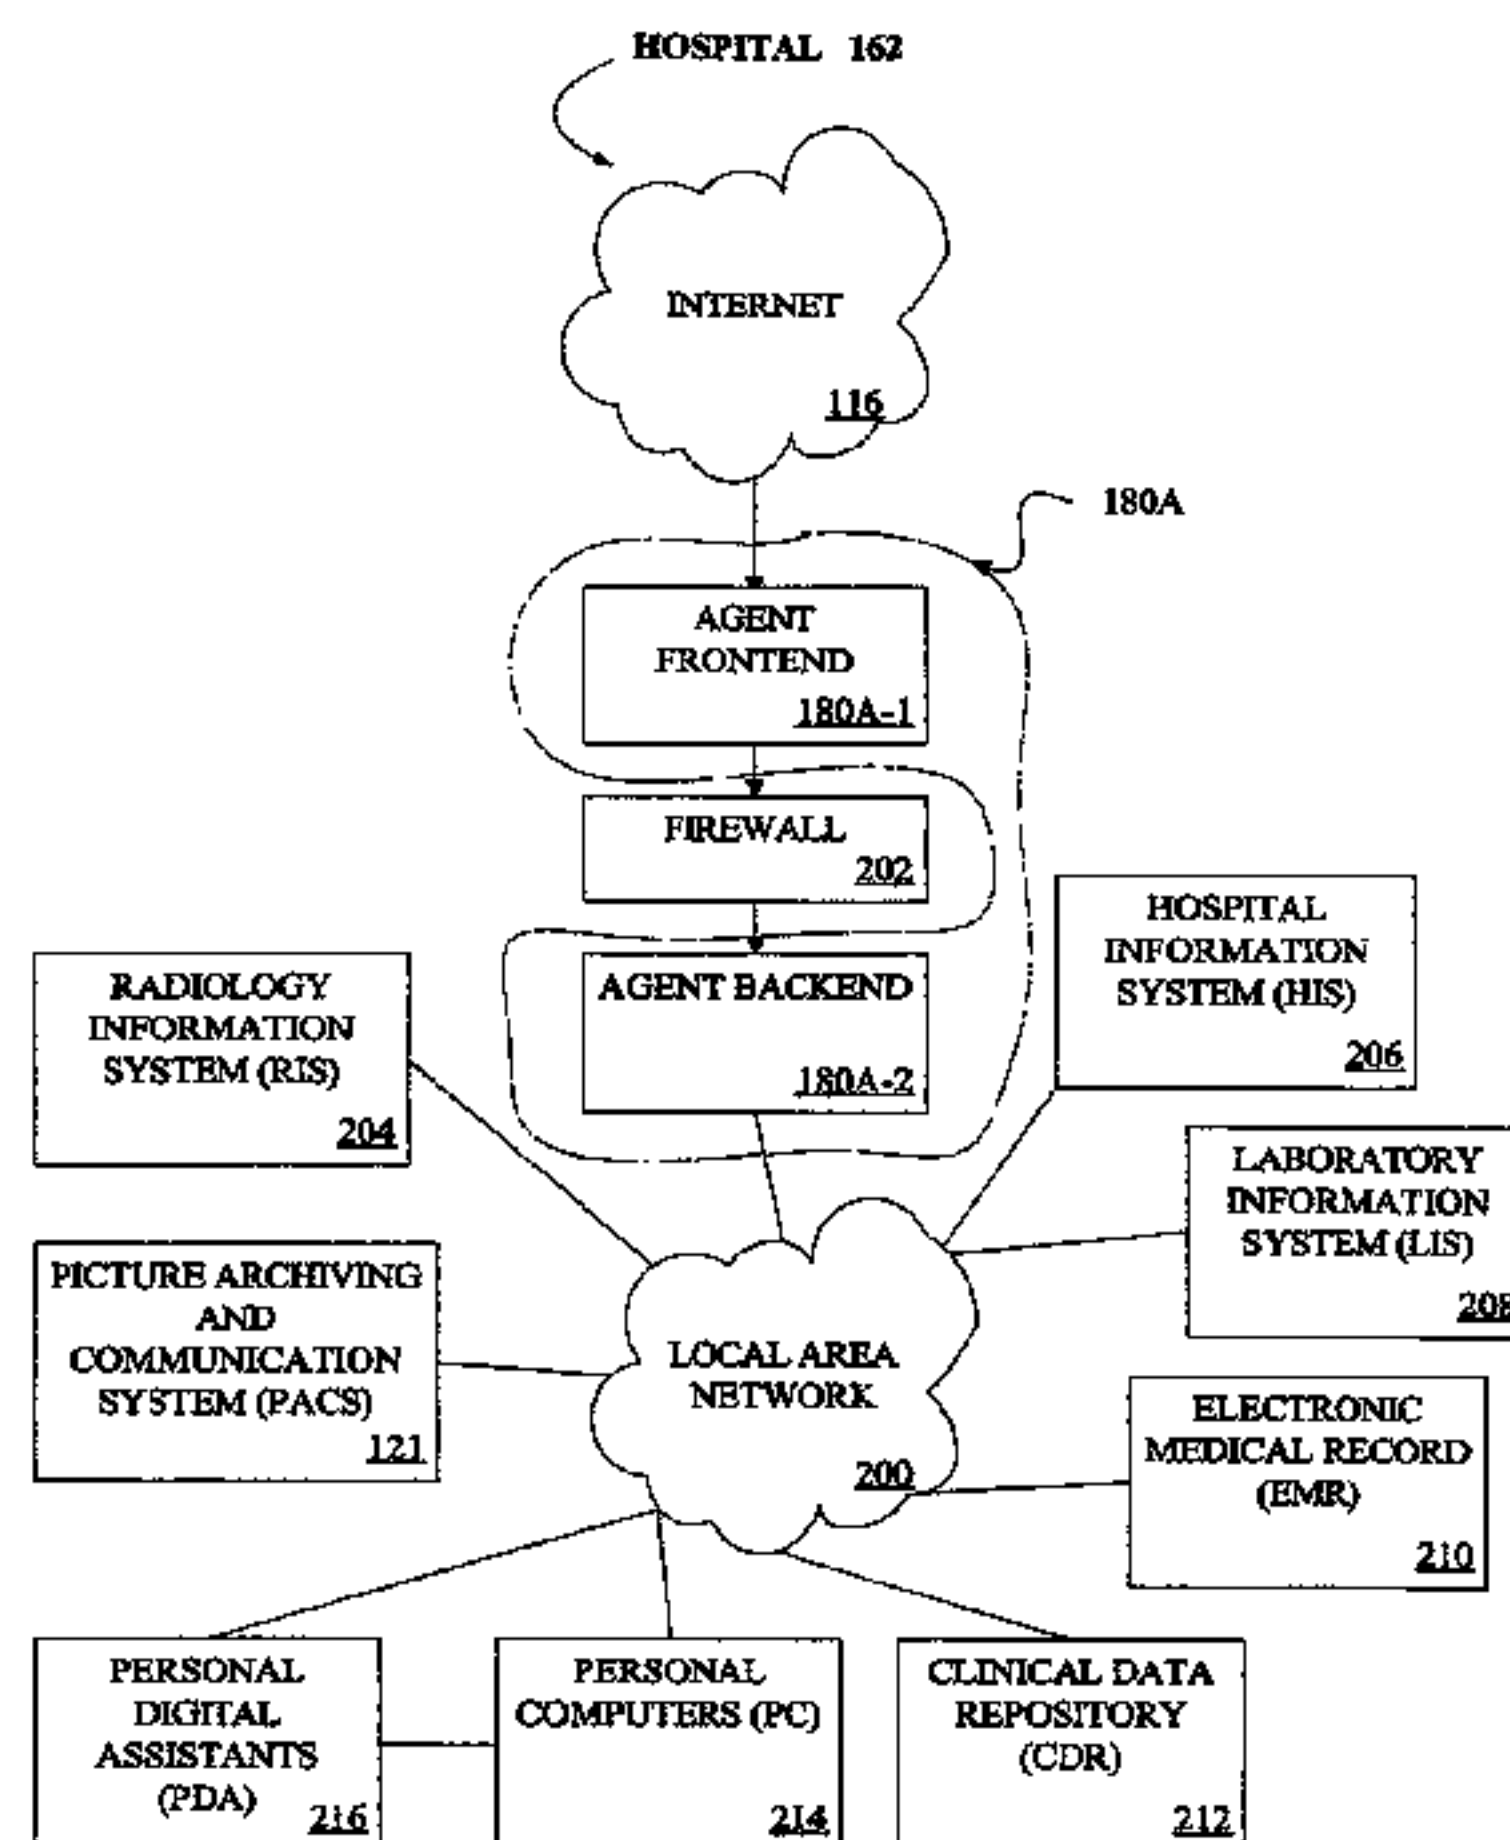 HOSPITAL 162
INTERNET
116
180A
AGENT
FRONTEND
180A-1
FIREWALL
202
AGENT BACKEND
180A-2
HOSPITAL
INFORMATION
SYSTEM (HIS)
206
RADIOLOGY
INFORMATION
SYSTEM (RIS)
204
LABORATORY
INFORMATION
SYSTEM (LIS)
208
PICTURE ARCHIVING
AND
COMMUNICATION
SYSTEM (PACS)
121
LOCAL AREA
NETWORK
200
ELECTRONIC
MEDICAL RECORD
(EMR)
210
PERSONAL
DIGITAL
ASSISTANTS
(PDA)
216
PERSONAL
COMPUTERS (PC)
214
CLINICAL DATA
REPOSITORY
(CDR)
212